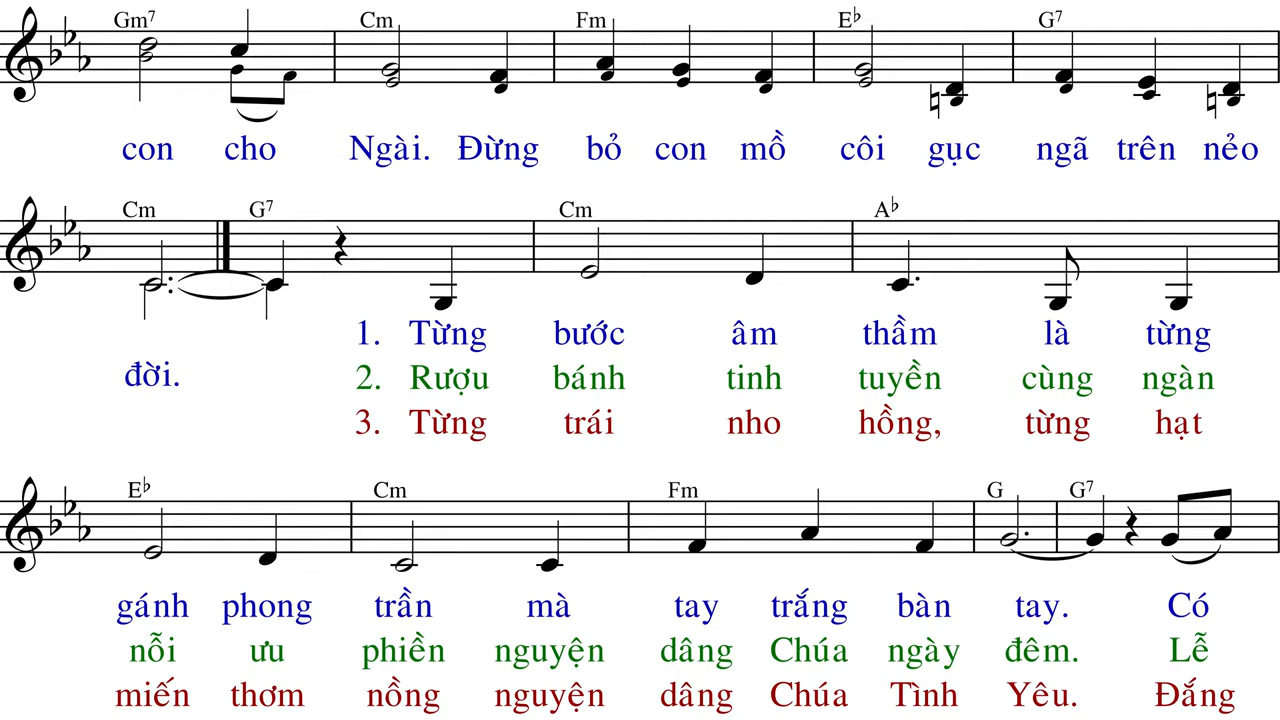 Gm7 Cm Fm E♭ G7
con cho Ngài. Đừng bỏ con mồ côi gục ngã trên nẻo
Cm G7 Cm A♭
1. Từng bước âm thầm là từng
đời. 2. Rượu bánh tinh tuyền cùng ngàn
3. Từng trái nho hồng, từng hạt
E♭ Cm Fm G G7
gánh phong trần mà tay trắng bàn tay. Có
nỗi ưu phiền nguyện dâng Chúa ngày đêm. Lễ
miến thơm nồng nguyện dâng Chúa Tình Yêu. Đắng